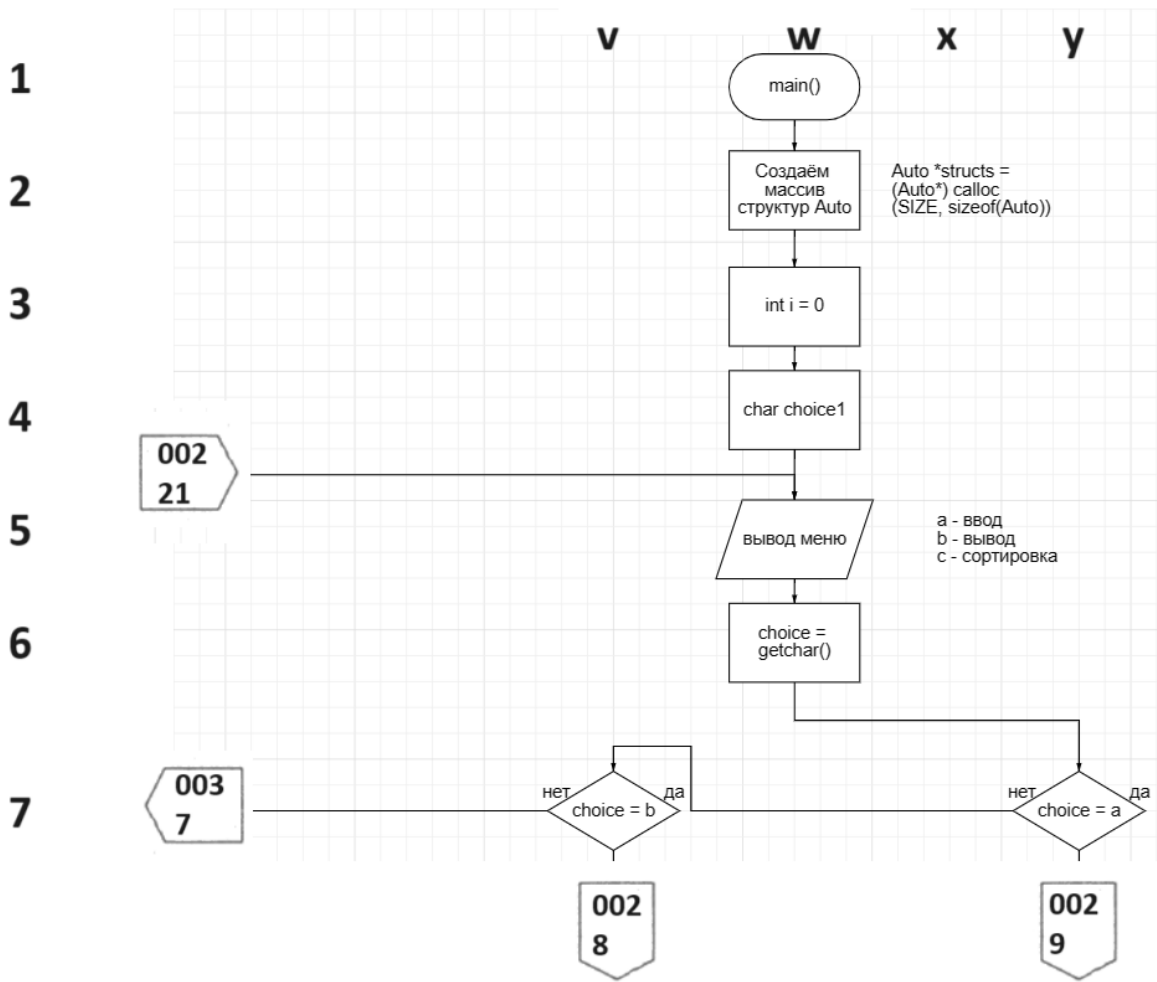 v w x y
1
main()
2
Создаём
массив
структур Auto
Auto *structs =
(Auto*) calloc
(SIZE, sizeof(Auto))
3
int i = 0
4
char choice1
002
21
5
вывод меню
a - ввод
b - вывод
c - сортировка
6
choice =
getchar()
7
003
7
нет да
choice = b
нет да
choice = a
002
8
002
9